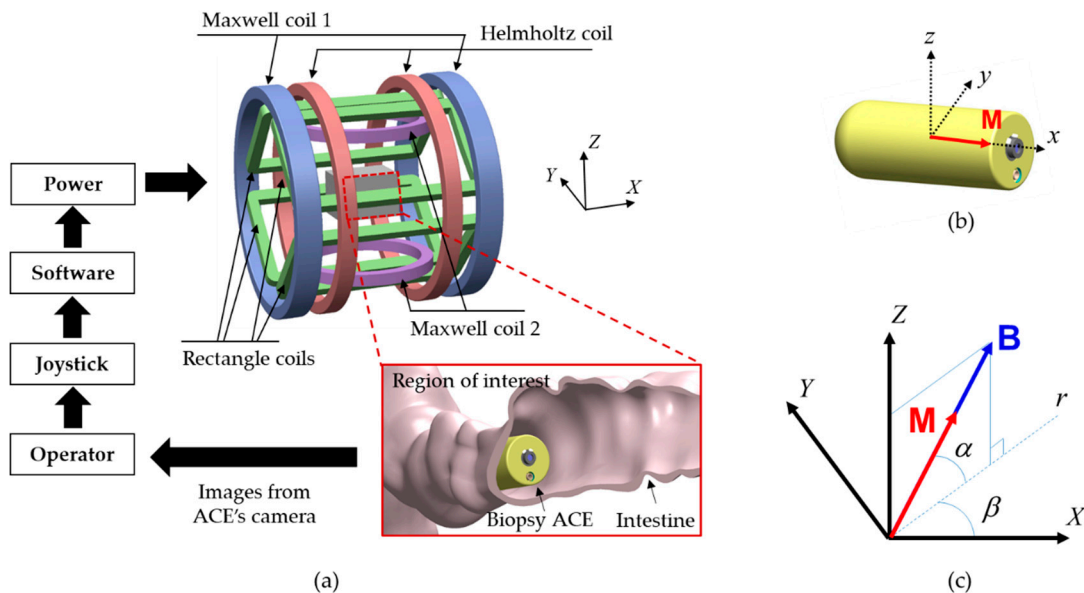 Maxwell coil 1
Helmholtz coil
Power
Software
Joystick
Operator
Z
Y
X
Maxwell coil 2
Rectangle coils
Region of interest
Images from
ACE's camera
Biopsy ACE
Intestine
(a)
z
y
M
x
(b)
Z
B
Y
r
M
α
β
X
(c)